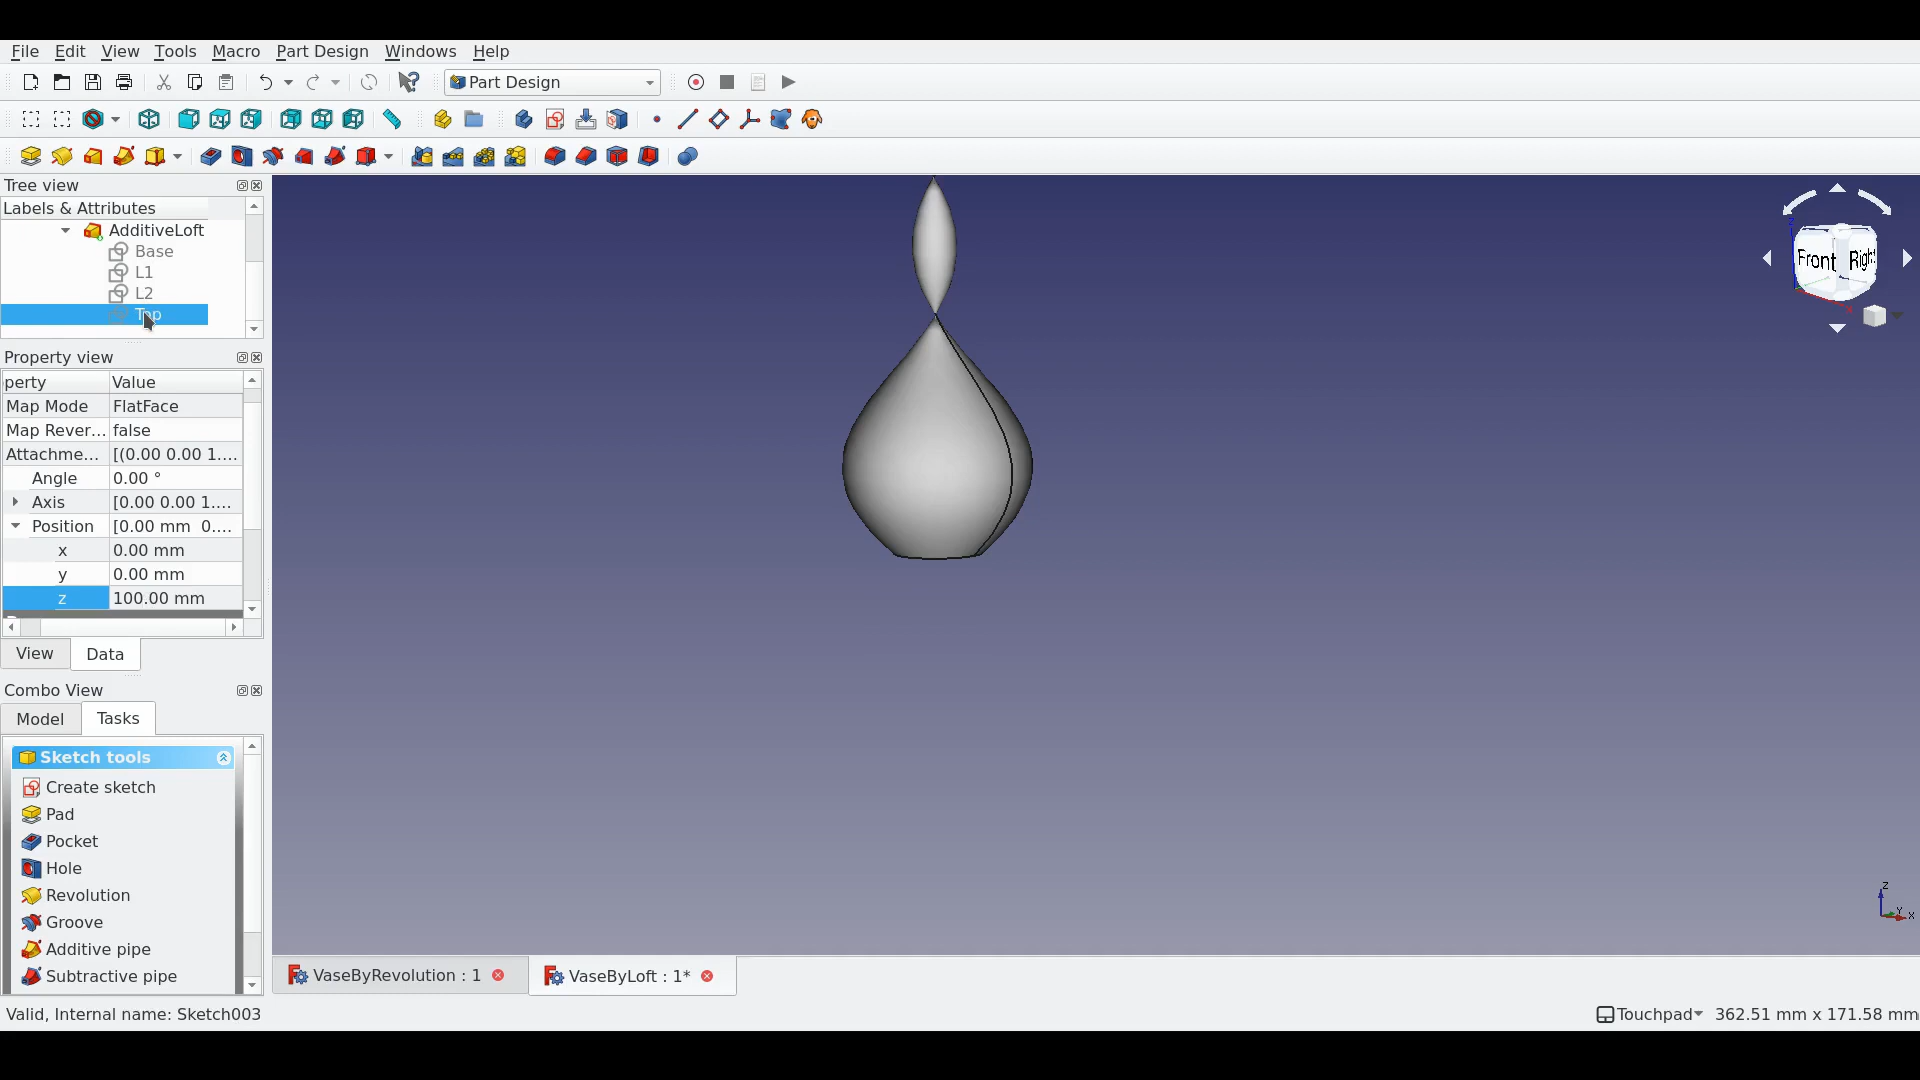 File Edit View Tools Macro Part Design Windows Help
Part Design
Tree view
Labels & Attributes
AdditiveLoft
Base
L1
L2
Top
Property view
perty Value
Map Mode FlatFace
Map Rever... false
Attachme... [(0.00 0.00 1....
Angle 0.00 °
Axis [0.00 0.00 1....
Position [0.00 mm 0....
x 0.00 mm
y 0.00 mm
z 100.00 mm
View Data
Combo View
Model Tasks
Sketch tools
Create sketch
Pad
Pocket
Hole
Revolution
Groove
Additive pipe
Subtractive pipe
Front Right
z
Y x
VaseByRevolution : 1 VaseByLoft : 1*
Valid, Internal name: Sketch003 Touchpad 362.51 mm x 171.58 mm